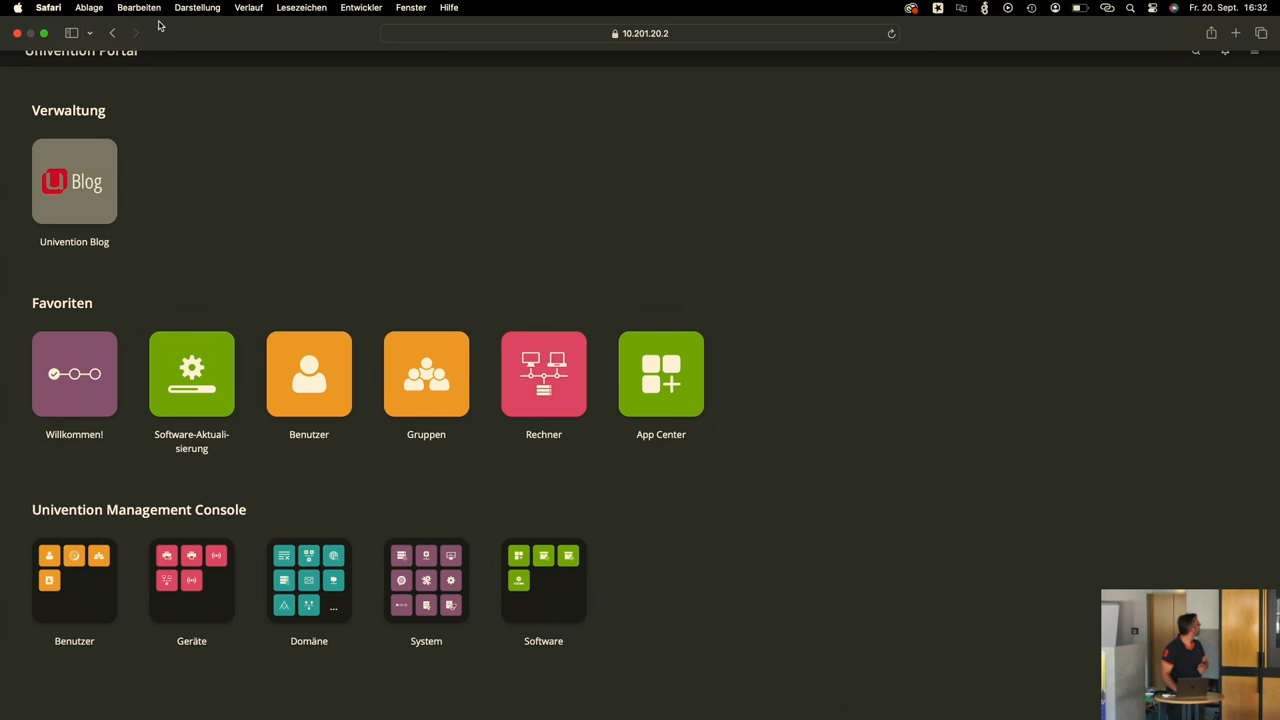 Safari Ablage Bearbeiten Darstellung Verlauf Lesezeichen Entwickler Fenster Hilfe Fr. 20. Sept. 16:32
10.201.20.2
Univention Portal
Verwaltung
U Blog
Univention Blog
Favoriten
Willkommen! Software-Aktuali- Benutzer Gruppen Rechner App Center
sierung
Univention Management Console
...
Benutzer Geräte Domäne System Software